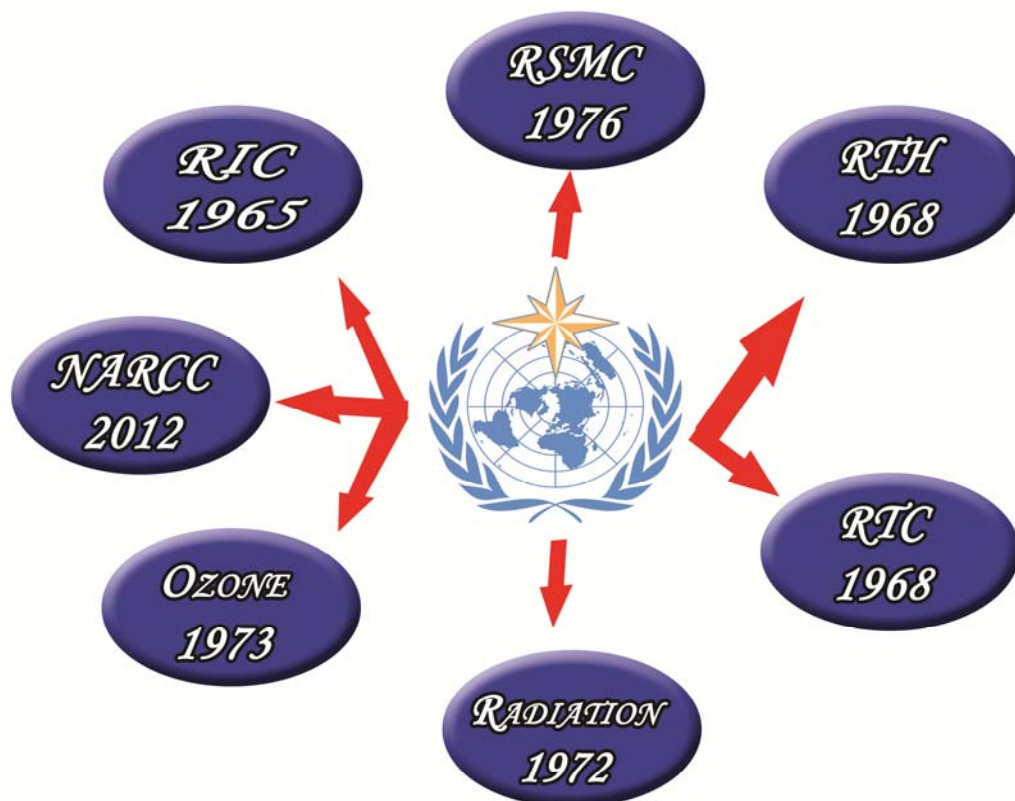 RSMC
1976
RIC
1965
RTH
1968
NARCC
2012
RTC
1968
OZONE
1973
RADIATION
1972